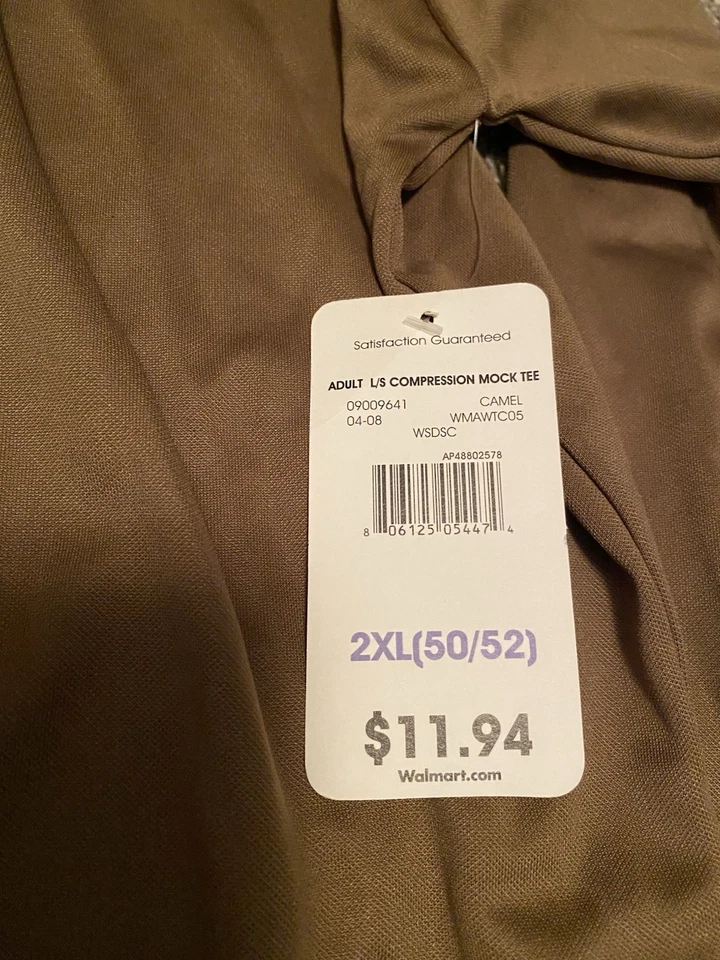 Satisfaction Guaranteed
ADULT L/S COMPRESSION MOCK TEE
09009641 CAMEL
04-08 WMAWTC05
WSDSC
AP48802578
8 06125 05447 4
2XL(50/52)
$11.94
Walmart.com